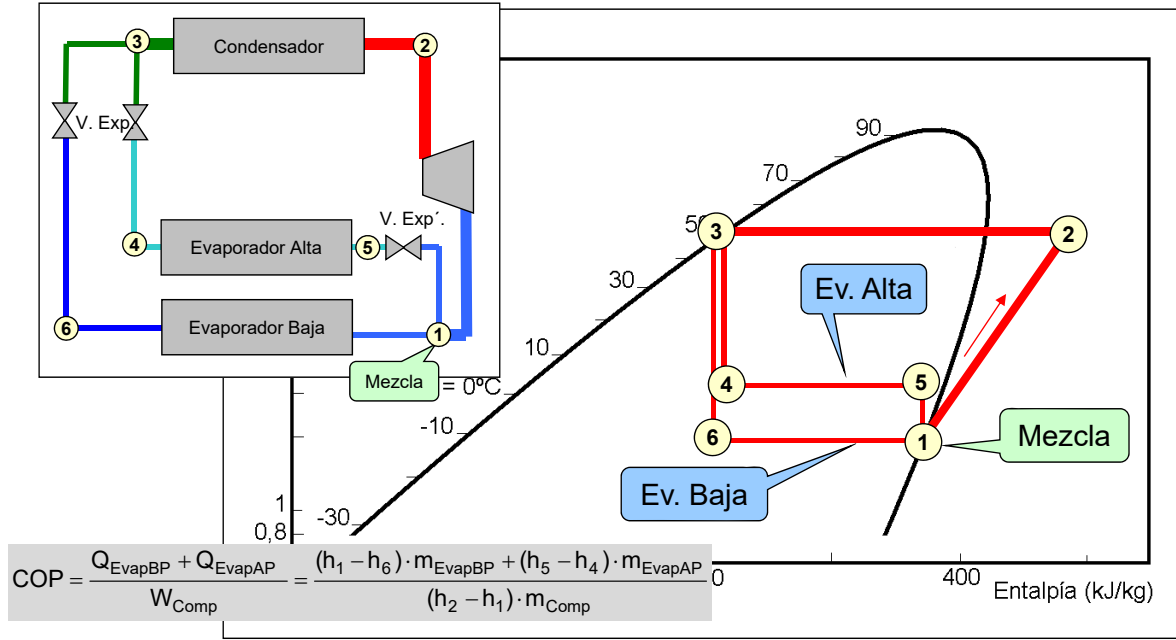 3
Condensador
2
V. Exp.
V. Exp´.
4
Evaporador Alta
5
6
Evaporador Baja
1
Mezcla
= 0ºC
90
70
50
30
10
-10
-30
1
0,8
3
2
Ev. Alta
4
5
6
1
Mezcla
Ev. Baja
COP = (Q_EvapBP + Q_EvapAP) / W_Comp = ((h₁ – h₆)·m_EvapBP + (h₅ – h₄)·m_EvapAP) / ((h₂ – h₁)·m_Comp)
400
Entalpía (kJ/kg)